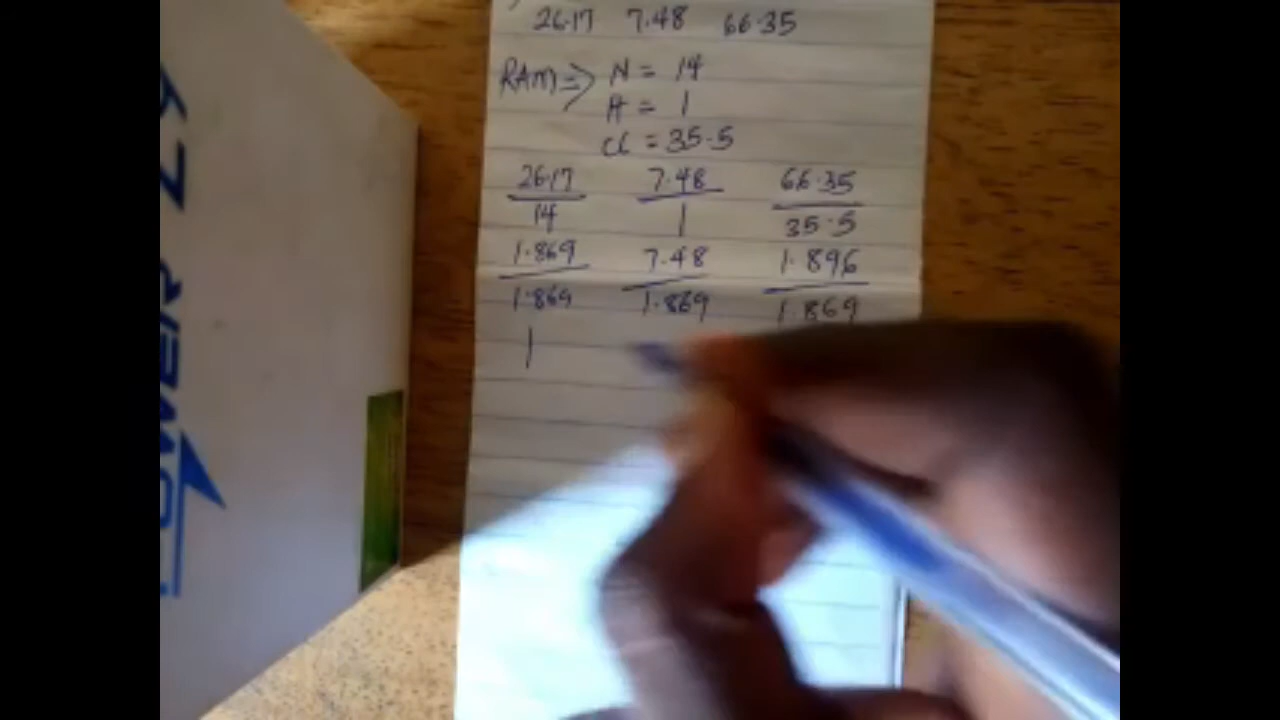 26.17 7.48 66.35
RAM => N = 14
H = 1
Cl = 35.5
26.17 7.48 66.35
14 1 35.5
1.869 7.48 1.896
1.869 1.869 1.869
1